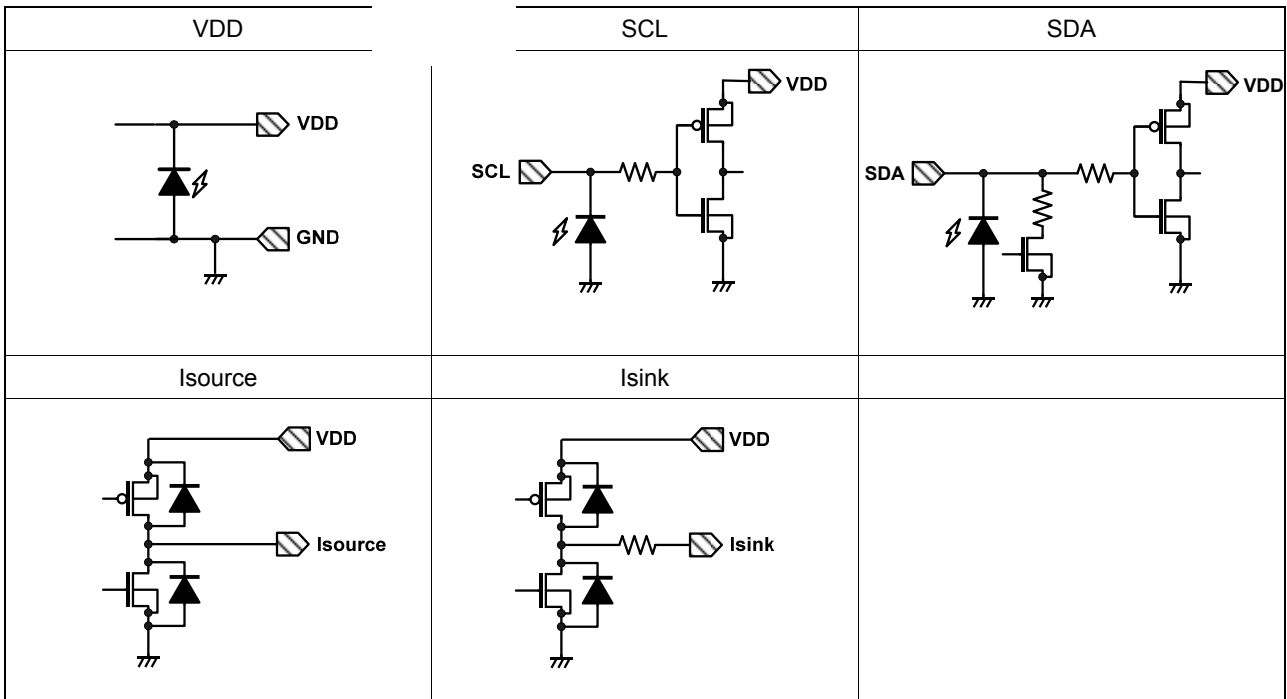 VDD SCL SDA
VDD
GND
VDD
SCL
VDD
SDA
Isource Isink
VDD
Isource
VDD
Isink